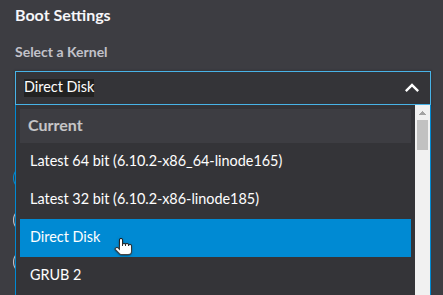 Boot Settings
Select a Kernel
Direct Disk
Current
Latest 64 bit (6.10.2-x86_64-linode165)
Latest 32 bit (6.10.2-x86-linode185)
Direct Disk
GRUB 2